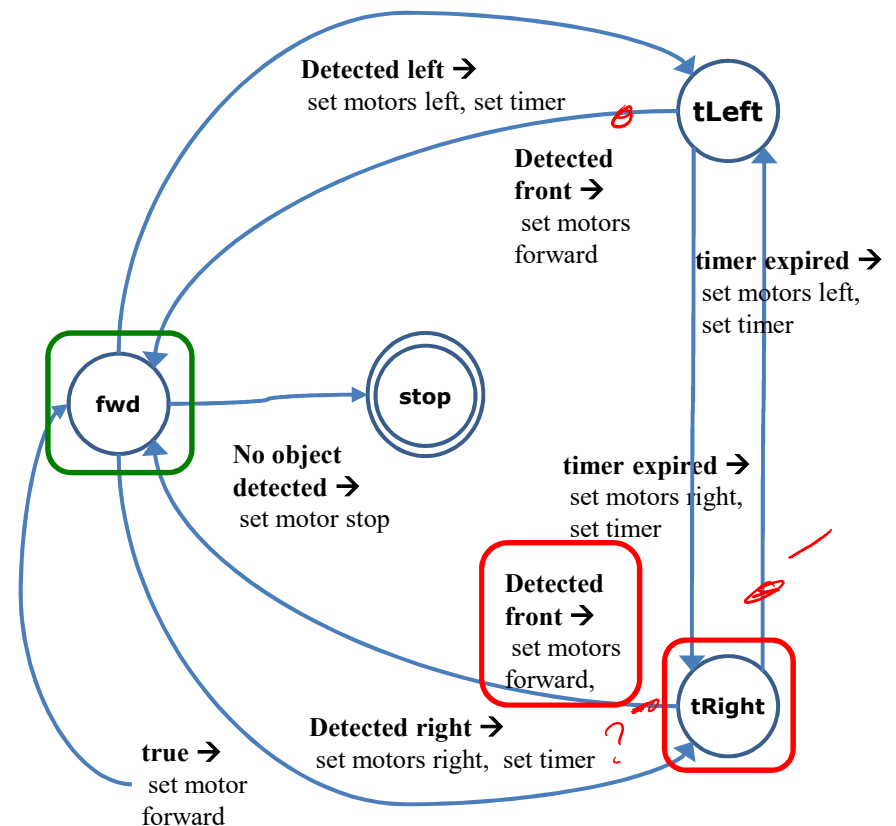 Detected left →
set motors left, set timer
tLeft
Detected
front →
set motors
forward
timer expired →
set motors left,
set timer
fwd
stop
No object
detected →
set motor stop
timer expired →
set motors right,
set timer
Detected
front →
set motors
forward,
tRight
Detected right →
set motors right, set timer
?
true →
set motor
forward